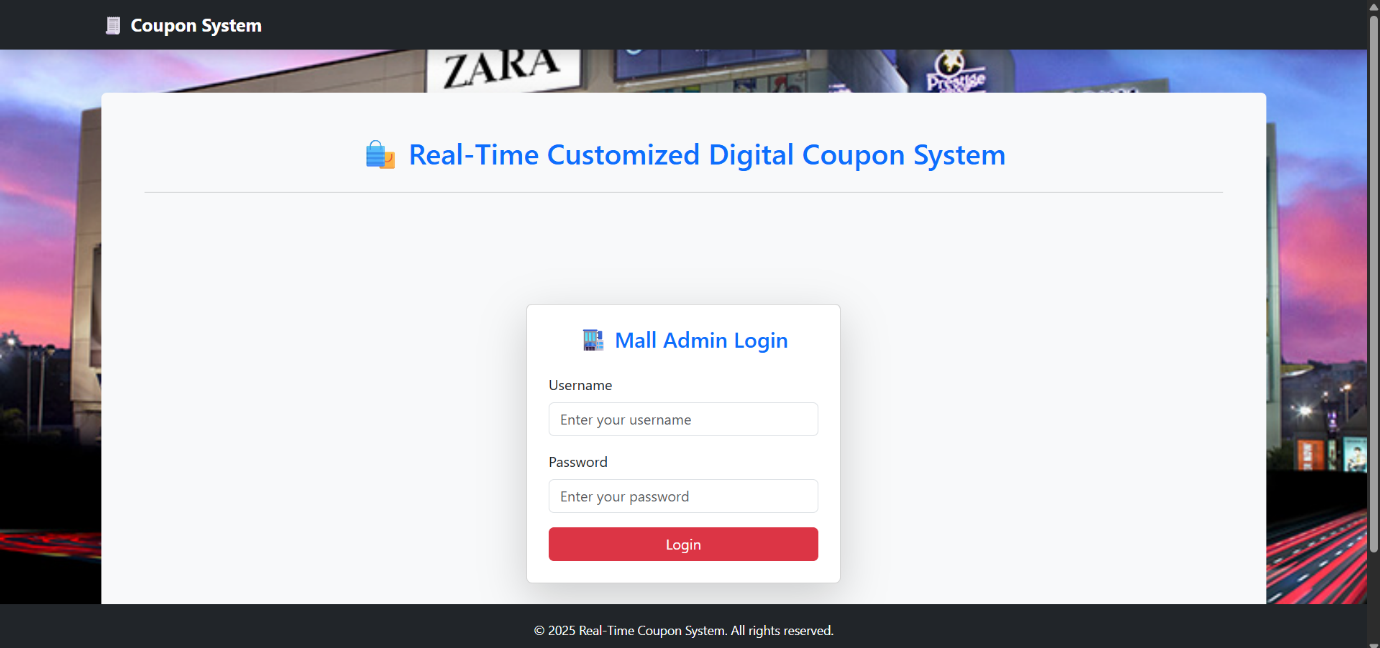 Coupon System
ZARA
Prestige
Real-Time Customized Digital Coupon System
Mall Admin Login
Username
Enter your username
Password
Enter your password
Login
© 2025 Real-Time Coupon System. All rights reserved.